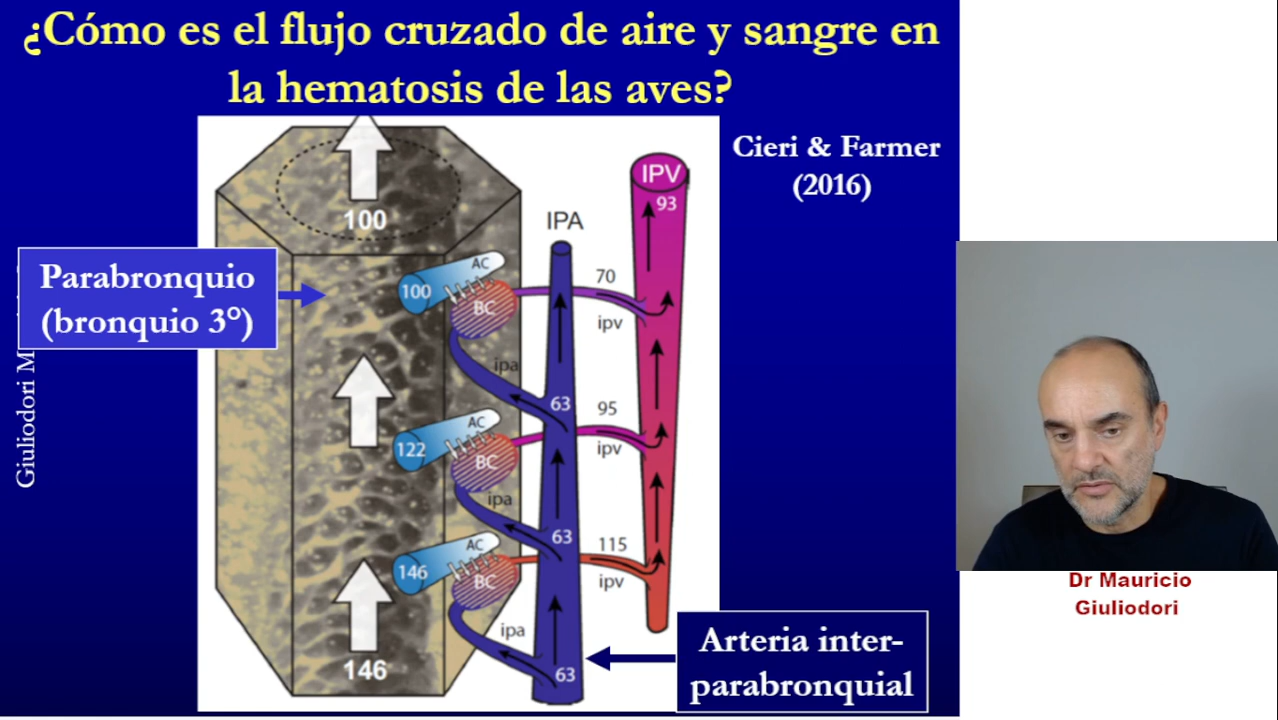 ¿Cómo es el flujo cruzado de aire y sangre en
la hematosis de las aves?
Cieri & Farmer
(2016)
Parabronquio
(bronquio 3°)
Giuliodori M
100
100
AC
BC
ipa
122
AC
BC
ipa
146
AC
BC
ipa
146
IPA
63
63
63
70
ipv
95
ipv
115
ipv
IPV
93
Arteria inter-
parabronquial
Dr Mauricio
Giuliodori